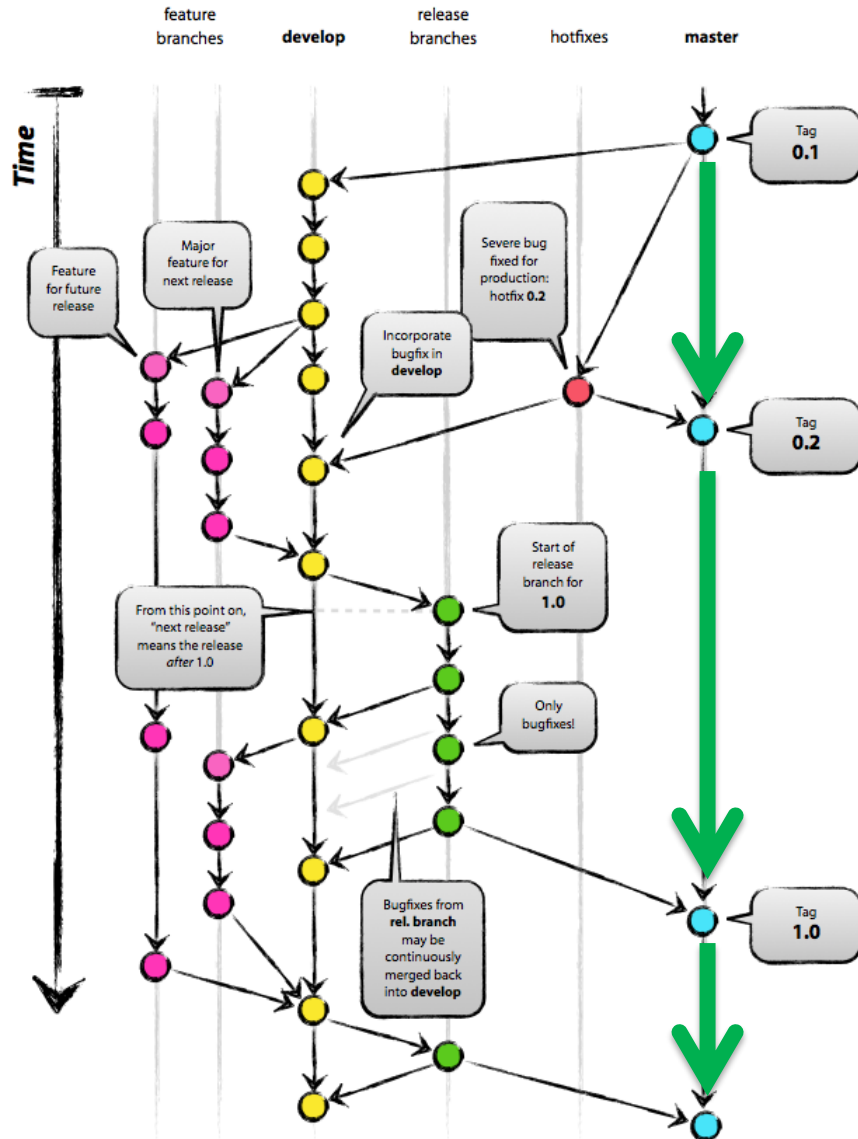 feature
branches
develop
release
branches
hotfixes
master
Time
Tag
0.1
Feature
for future
release
Major
feature for
next release
Severe bug
fixed for
production:
hotfix 0.2
Incorporate
bugfix in
develop
Tag
0.2
Start of
release
branch for
1.0
From this point on,
“next release”
means the release
after 1.0
Only
bugfixes!
Bugfixes from
rel. branch
may be
continuously
merged back
into develop
Tag
1.0